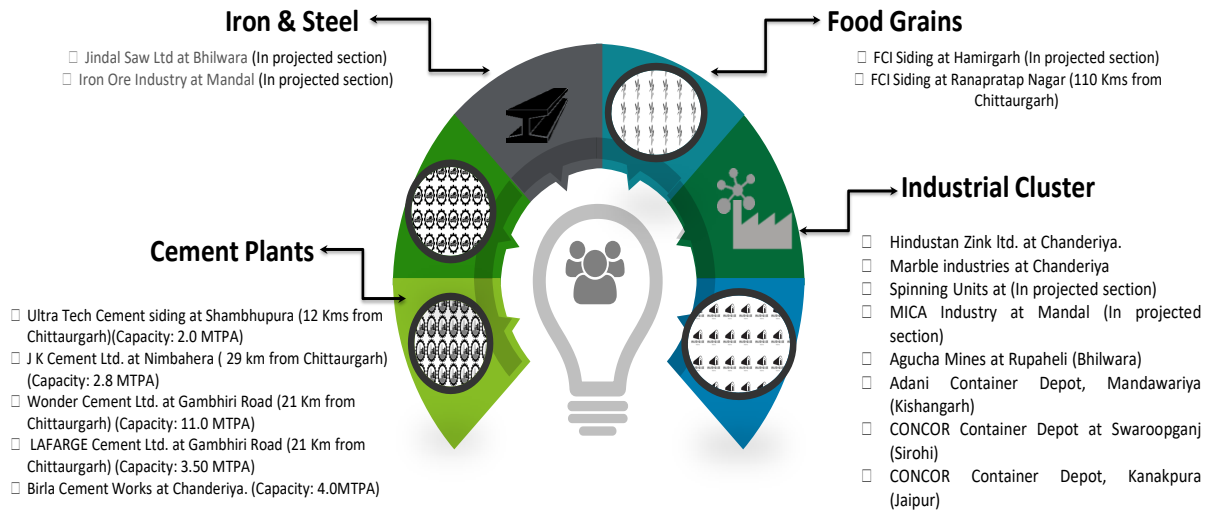 Iron & Steel
□ Jindal Saw Ltd at Bhilwara (In projected section)
□ Iron Ore Industry at Mandal (In projected section)
Food Grains
□ FCI Siding at Hamirgarh (In projected section)
□ FCI Siding at Ranapratap Nagar (110 Kms from
Chittaurgarh)
Cement Plants
□ Ultra Tech Cement siding at Shambhupura (12 Kms from
Chittaurgarh)(Capacity: 2.0 MTPA)
□ J K Cement Ltd. at Nimbahera ( 29 km from Chittaurgarh)
(Capacity: 2.8 MTPA)
□ Wonder Cement Ltd. at Gambhiri Road (21 Km from
Chittaurgarh) (Capacity: 11.0 MTPA)
□ LAFARGE Cement Ltd. at Gambhiri Road (21 Km from
Chittaurgarh) (Capacity: 3.50 MTPA)
□ Birla Cement Works at Chanderiya. (Capacity: 4.0MTPA)
Industrial Cluster
□ Hindustan Zink ltd. at Chanderiya.
□ Marble industries at Chanderiya
□ Spinning Units at (In projected section)
□ MICA Industry at Mandal (In projected
section)
□ Agucha Mines at Rupaheli (Bhilwara)
□ Adani Container Depot, Mandawariya
(Kishangarh)
□ CONCOR Container Depot at Swaroopganj
(Sirohi)
□ CONCOR Container Depot, Kanakpura
(Jaipur)